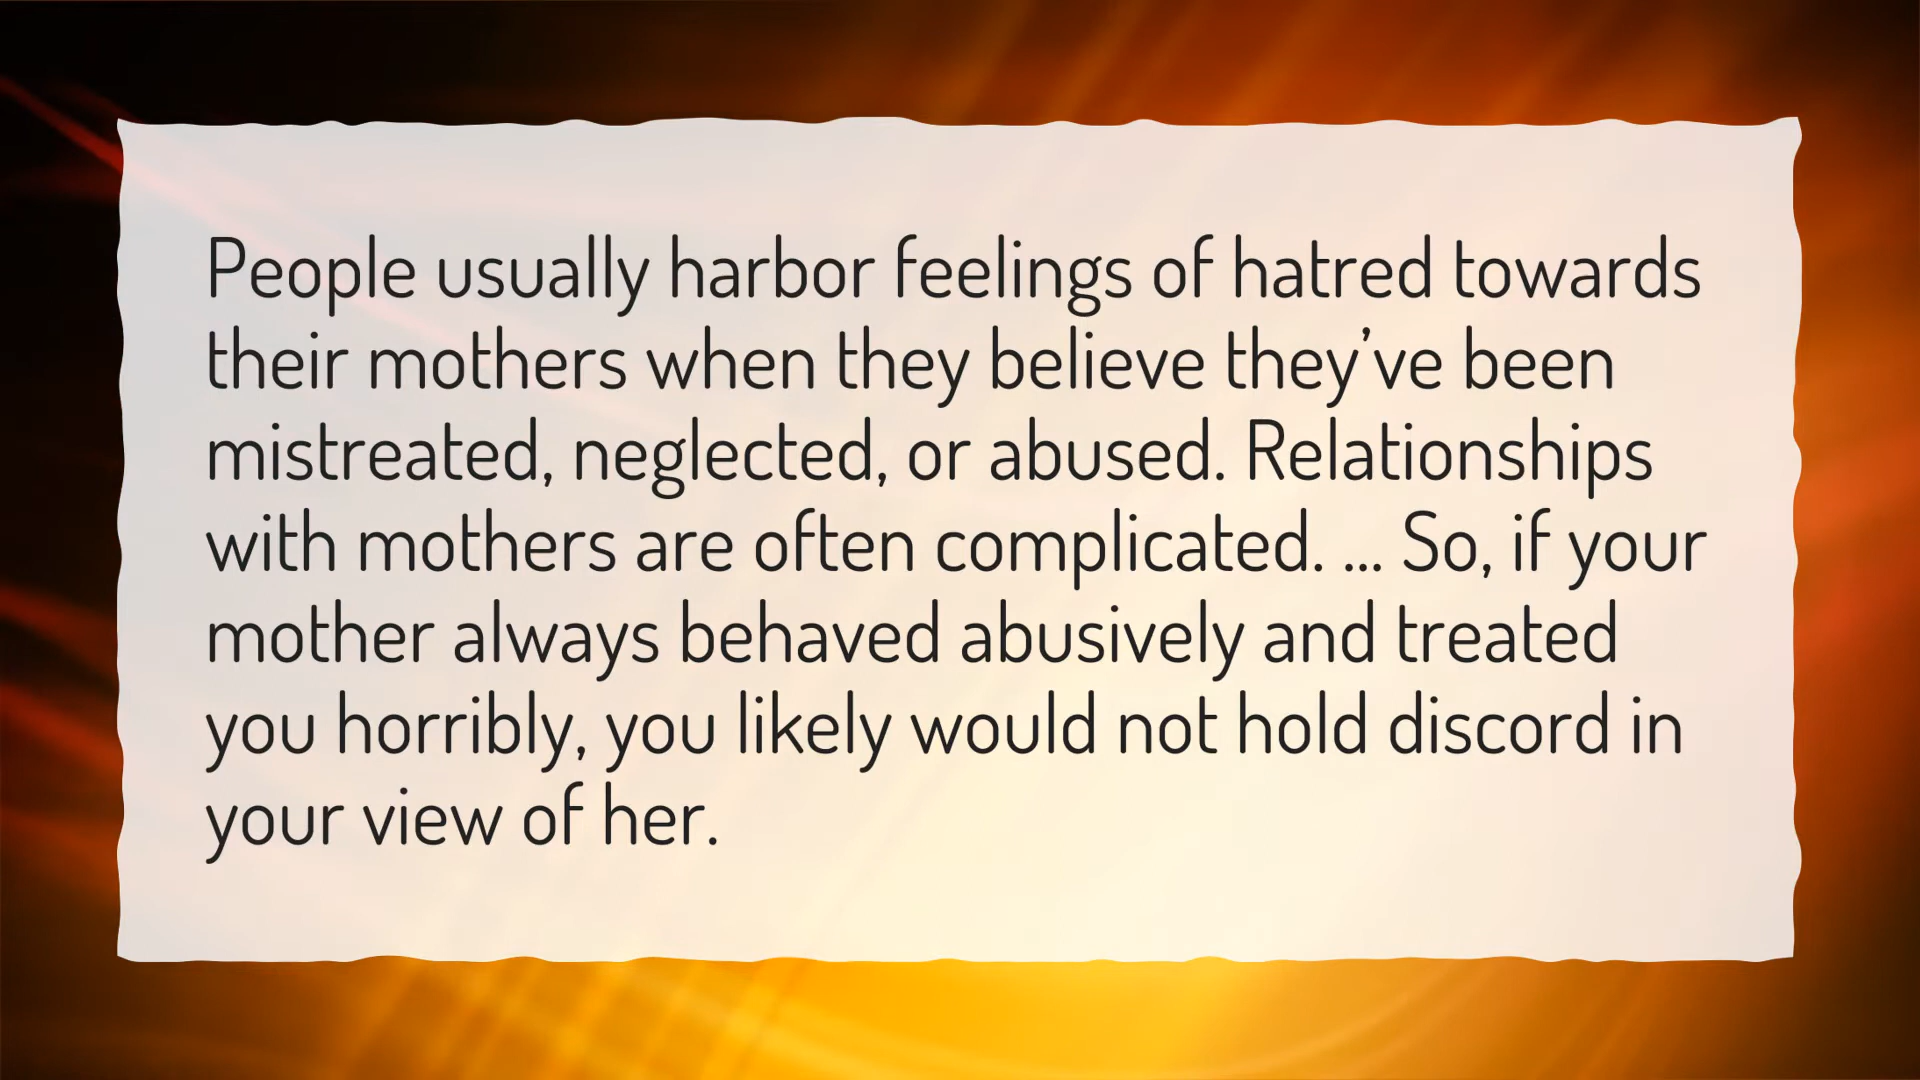 People usually harbor feelings of hatred towards
their mothers when they believe they’ve been
mistreated, neglected, or abused. Relationships
with mothers are often complicated. ... So, if your
mother always behaved abusively and treated
you horribly, you likely would not hold discord in
your view of her.